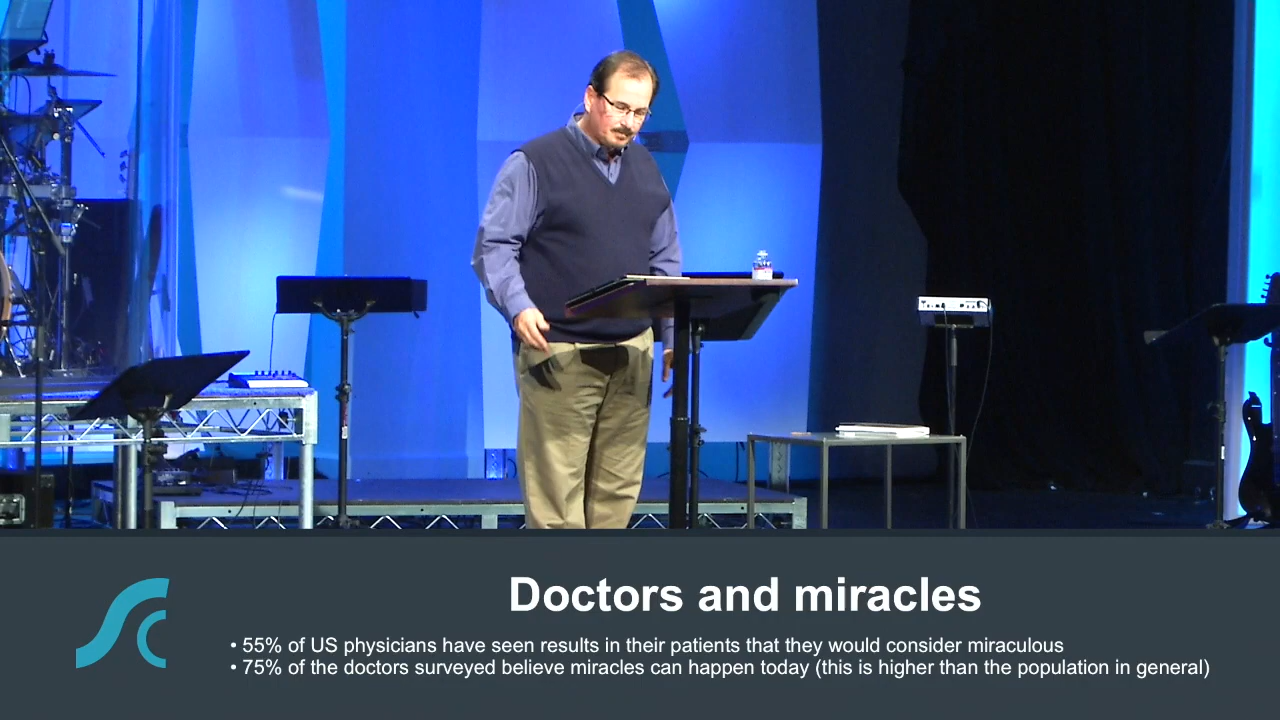 Doctors and miracles
• 55% of US physicians have seen results in their patients that they would consider miraculous
• 75% of the doctors surveyed believe miracles can happen today (this is higher than the population in general)